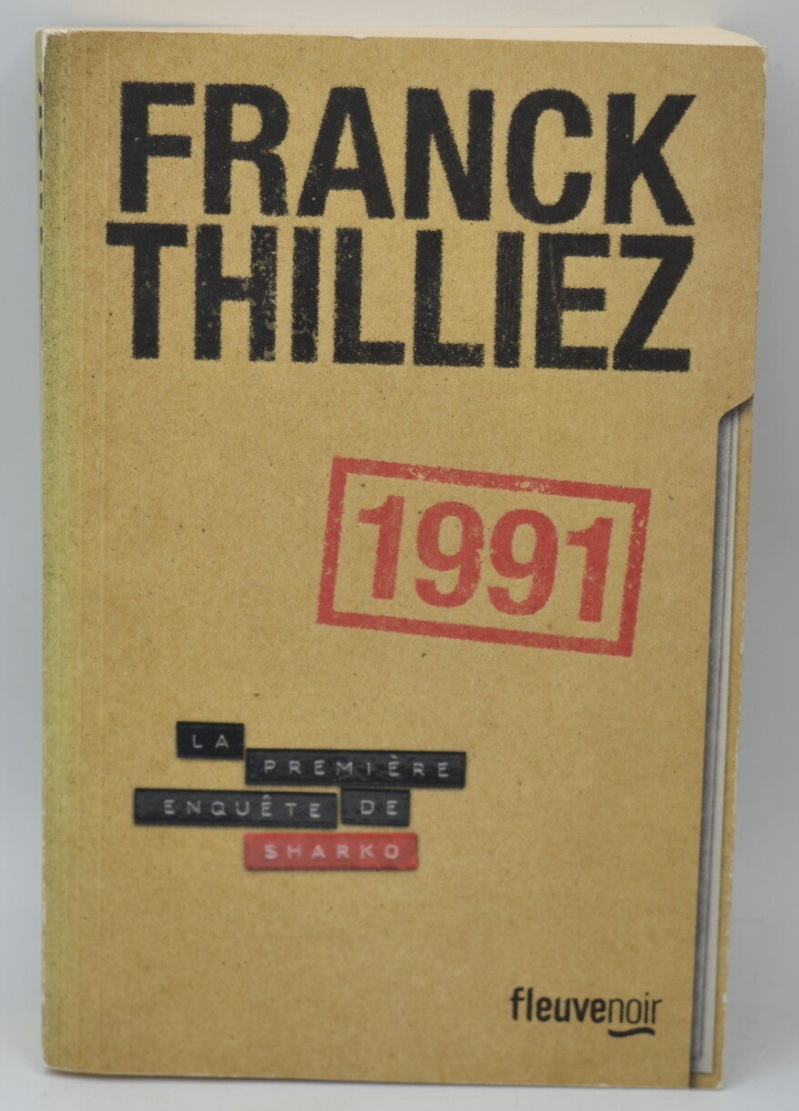 FRANCK
THILLIEZ
1991
LA
PREMIÈRE
ENQUÊTE DE
SHARKO
fleuvenoir